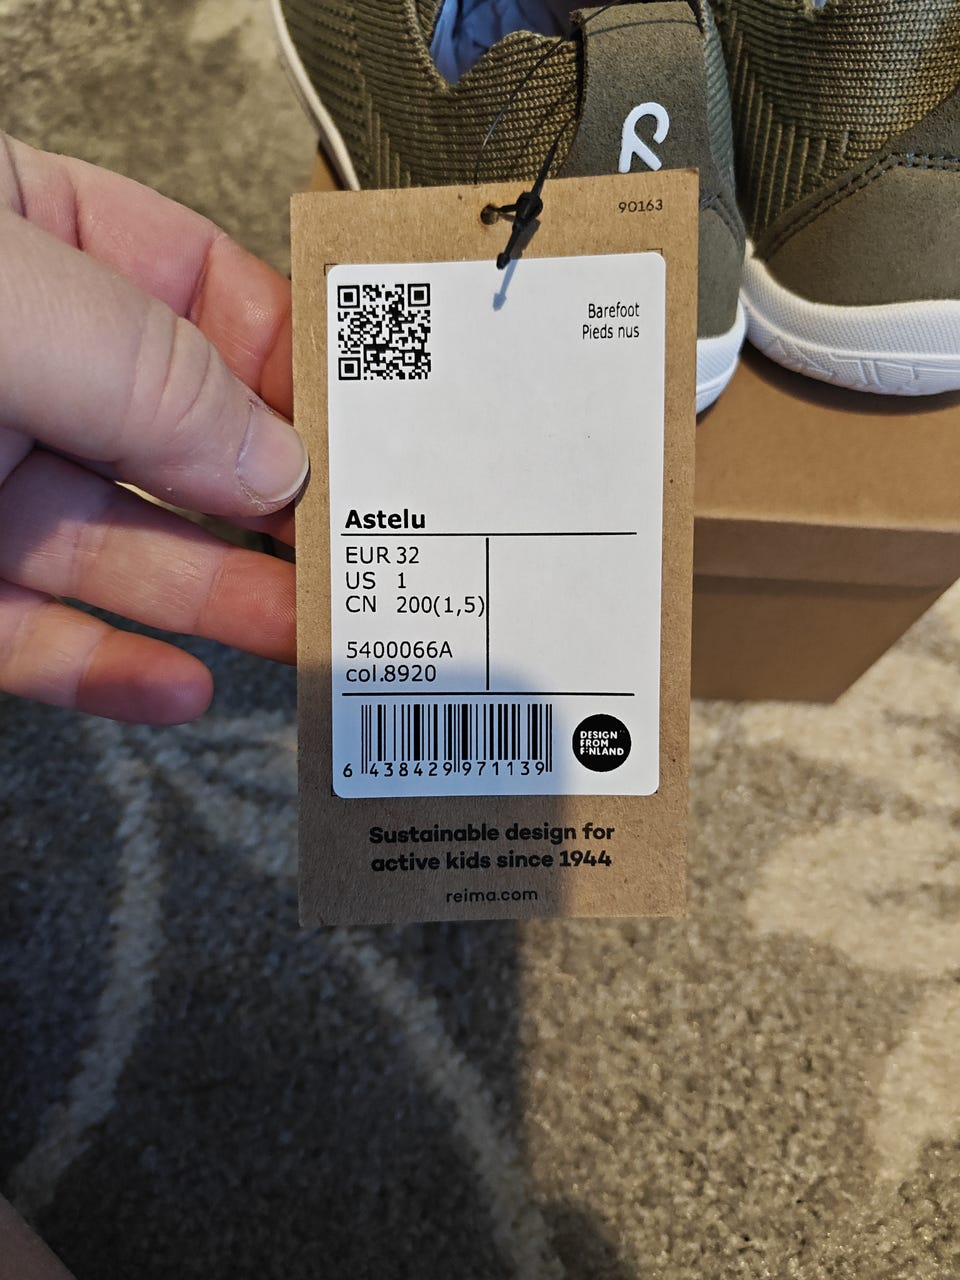 90163
Barefoot
Pieds nus
Astelu
EUR 32
US 1
CN 200(1,5)
5400066A
col.8920
6 438429 971139
DESIGN
FROM
FINLAND
Sustainable design for
active kids since 1944
reima.com